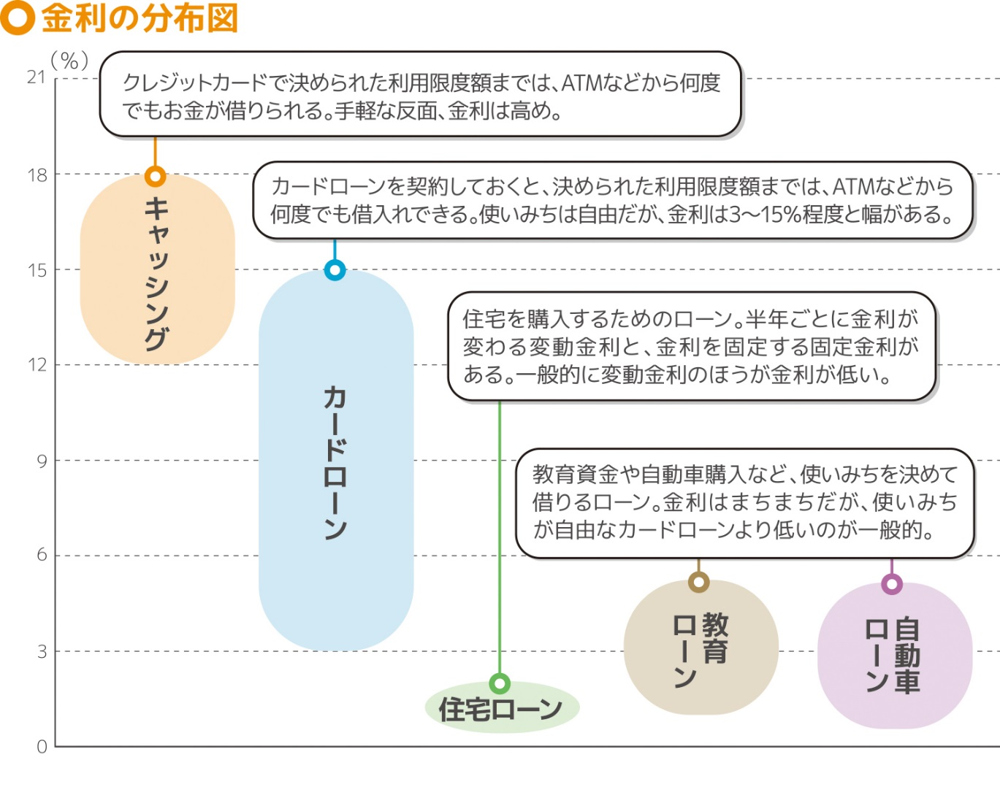 金利の分布図
(%)
21
クレジットカードで決められた利用限度額までは、ATMなどから何度
でもお金が借りられる。手軽な反面、金利は高め。
18
キャッシング
カードローンを契約しておくと、決められた利用限度額までは、ATMなどから
何度でも借入れできる。使いみちは自由だが、金利は3〜15%程度と幅がある。
15
カードローン
住宅を購入するためのローン。半年ごとに金利が
変わる変動金利と、金利を固定する固定金利が
ある。一般的に変動金利のほうが金利が低い。
12
9
教育資金や自動車購入など、使いみちを決めて
借りるローン。金利はまちまちだが、使いみち
が自由なカードローンより低いのが一般的。
6
教育
ローン
自動車
ローン
3
住宅ローン
0